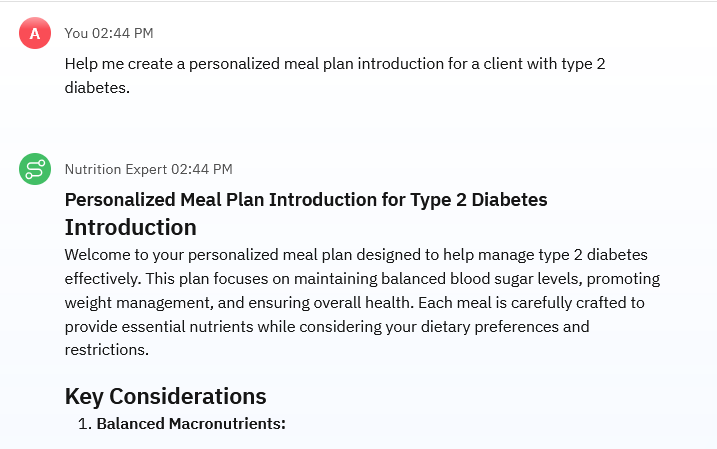 A
You 02:44 PM
Help me create a personalized meal plan introduction for a client with type 2
diabetes.
Nutrition Expert 02:44 PM
Personalized Meal Plan Introduction for Type 2 Diabetes
Introduction
Welcome to your personalized meal plan designed to help manage type 2 diabetes
effectively. This plan focuses on maintaining balanced blood sugar levels, promoting
weight management, and ensuring overall health. Each meal is carefully crafted to
provide essential nutrients while considering your dietary preferences and
restrictions.
Key Considerations
1. Balanced Macronutrients: